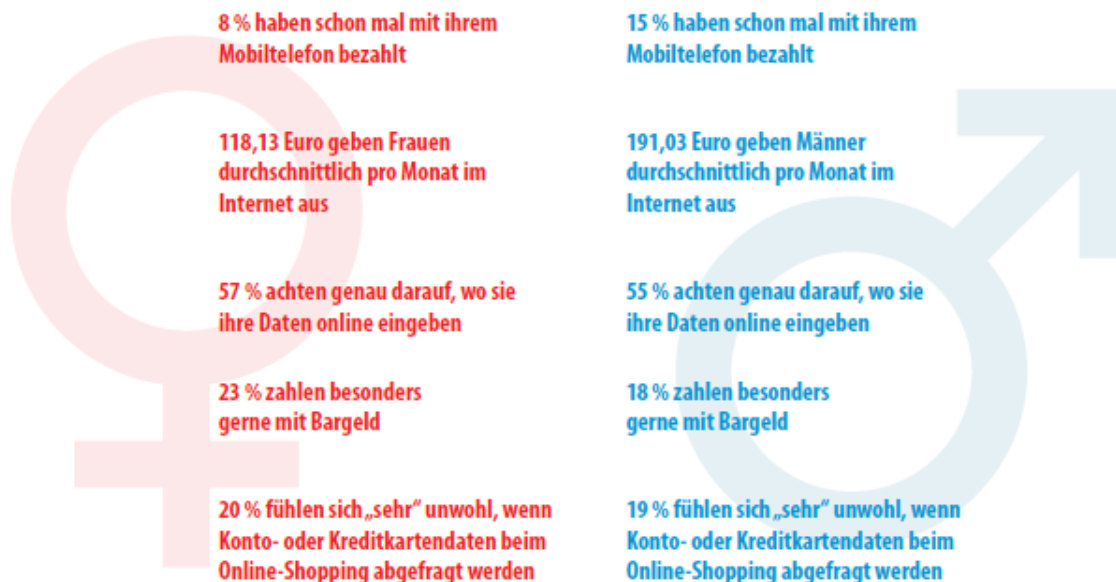 8 % haben schon mal mit ihrem
Mobiltelefon bezahlt
118,13 Euro geben Frauen
durchschnittlich pro Monat im
Internet aus
57 % achten genau darauf, wo sie
ihre Daten online eingeben
23 % zahlen besonders
gerne mit Bargeld
20 % fühlen sich „sehr“ unwohl, wenn
Konto- oder Kreditkartendaten beim
Online-Shopping abgefragt werden
15 % haben schon mal mit ihrem
Mobiltelefon bezahlt
191,03 Euro geben Männer
durchschnittlich pro Monat im
Internet aus
55 % achten genau darauf, wo sie
ihre Daten online eingeben
18 % zahlen besonders
gerne mit Bargeld
19 % fühlen sich „sehr“ unwohl, wenn
Konto- oder Kreditkartendaten beim
Online-Shopping abgefragt werden